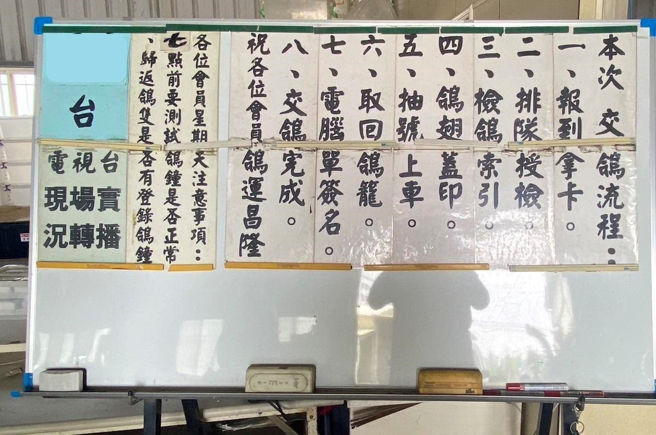 本次 交鴿流程：
一、報到拿卡。
二、排隊授檢。
三、檢鴿索引。
四、鴿翅蓋印。
五、抽號上車。
六、取回鴿籠。
七、電腦單簽名。
八、交鴿完成。
祝各位會員鴿運昌隆
各位會員星期天注意事項：
七點前要測試鴿鐘是否正常
、歸返鴿隻是否有登錄鴿鐘
台
電視台
現場實
況轉播